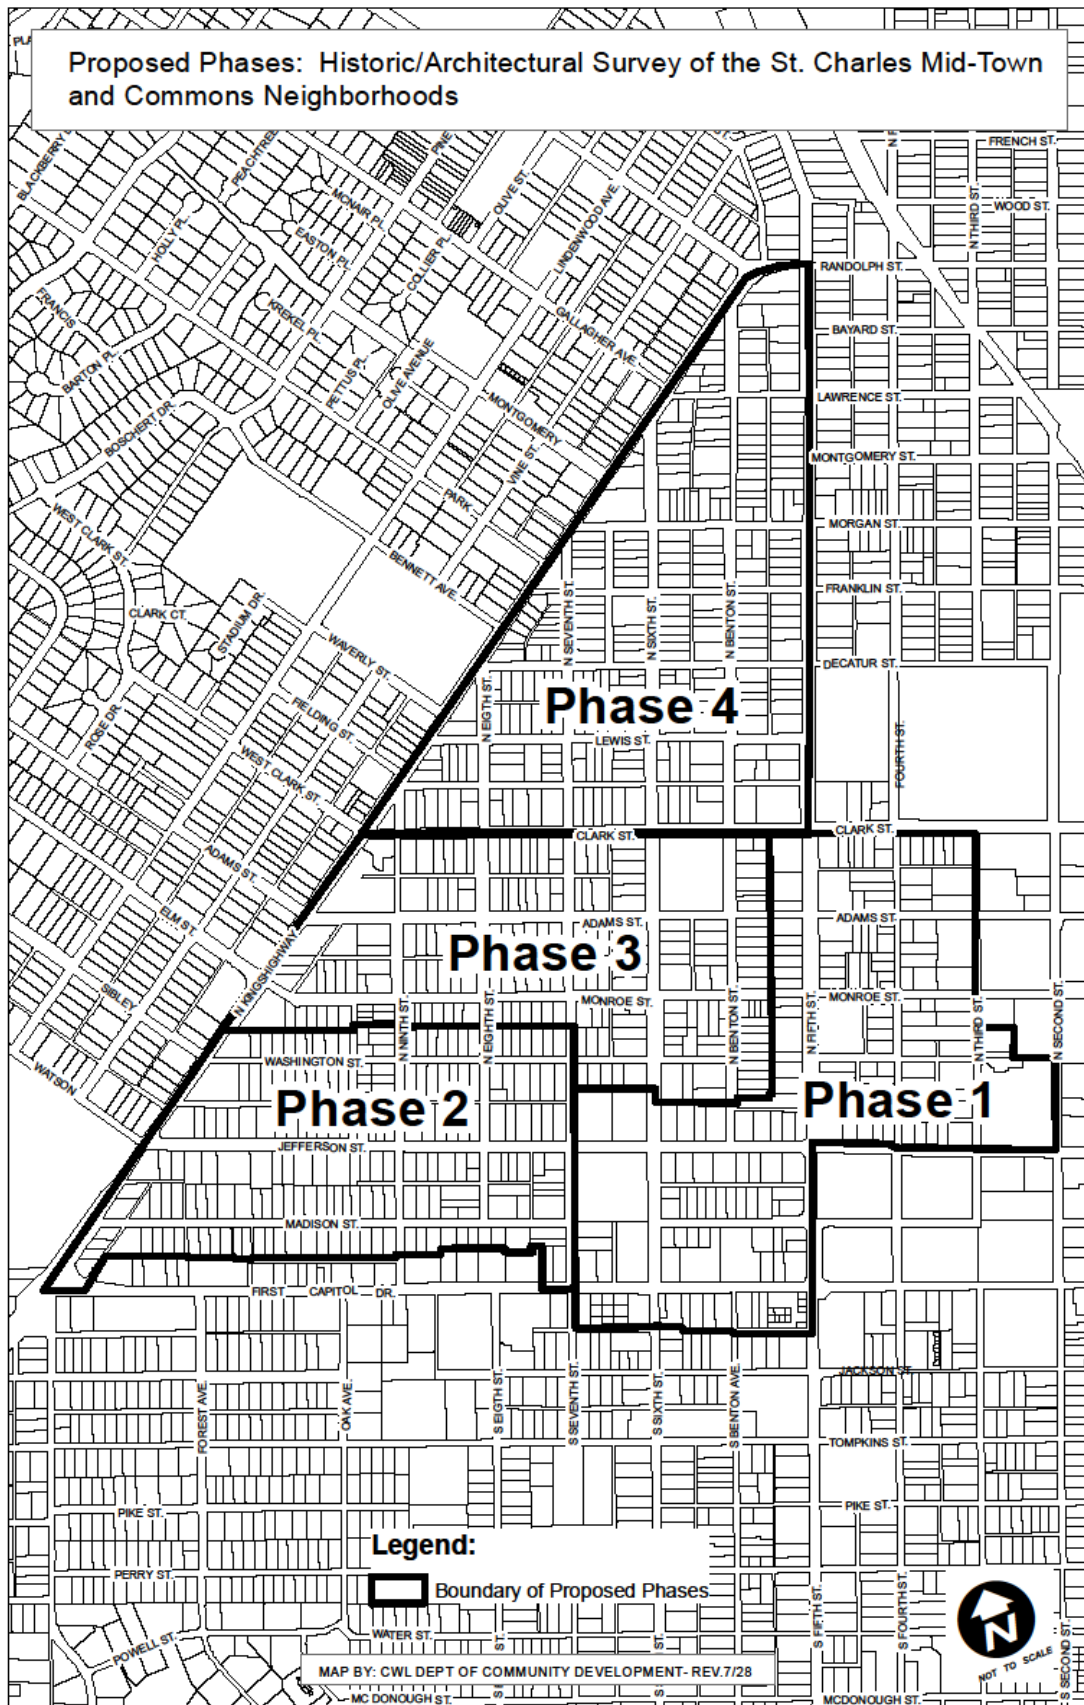 Proposed Phases:  Historic/Architectural Survey of the St. Charles Mid-Town
and Commons Neighborhoods
FRENCH ST.
PEACHTREE
PINE
MCNAIR PL.
OLIVE ST.
LINDENWOOD AVE.
N THIRD ST.
WOOD ST.
HOLLY PL.
EASTON PL.
COLLIER PL.
RANDOLPH ST.
FRANCIS
KREKEL PL.
GALLAGHER AVE.
BAYARD ST.
BARTON PL.
PETTUS PL.
OLIVE AVENUE
LAWRENCE ST.
BOSCHERT DR.
MONTGOMERY
MONTGOMERY ST.
VINE ST.
PARK
WEST CLARK ST.
MORGAN ST.
BENNETT AVE.
FRANKLIN ST.
CLARK CT.
STADIUM DR.
N SEVENTH ST.
N SIXTH ST.
N BENTON ST.
WAVERLY ST.
DECATUR ST.
N EIGTH ST.
Phase 4
ROSE DR.
FIELDING ST.
LEWIS ST.
FOURTH ST.
WEST CLARK ST.
CLARK ST.
CLARK ST.
ADAMS ST.
ELM ST.
ADAMS ST.
ADAMS ST.
Phase 3
N KINGSHIGHWAY
SIBLEY
MONROE ST.
MONROE ST.
N NINTH ST.
N EIGHTH ST.
N BENTON ST.
N FIFTH ST.
N THIRD ST.
N SECOND ST.
WASHINGTON ST.
WATSON
Phase 2
Phase 1
JEFFERSON ST.
MADISON ST.
FIRST CAPITOL DR.
JACKSON ST.
FOREST AVE.
OAK AVE.
S EIGTH ST.
S SEVENTH ST.
S SIXTH ST.
S BENTON AVE.
TOMPKINS ST.
PIKE ST.
PIKE ST.
Legend:
Boundary of Proposed Phases
PERRY ST.
S FIFTH ST.
S FOURTH ST.
S SECOND ST.
POWELL ST.
WATER ST.
N
NOT TO SCALE
MAP BY: CWL DEPT OF COMMUNITY DEVELOPMENT- REV.7/28
MC DONOUGH ST.
MCDONOUGH ST.